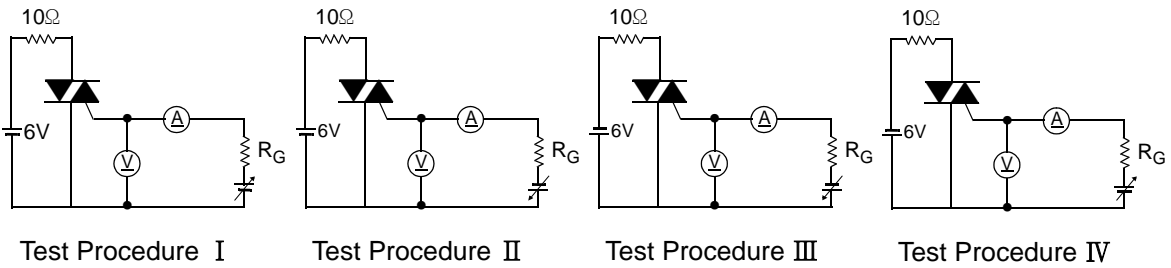 10Ω
6V
A
V
RG
Test Procedure Ⅰ
10Ω
6V
A
V
RG
Test Procedure Ⅱ
10Ω
6V
A
V
RG
Test Procedure Ⅲ
10Ω
6V
A
V
RG
Test Procedure Ⅳ